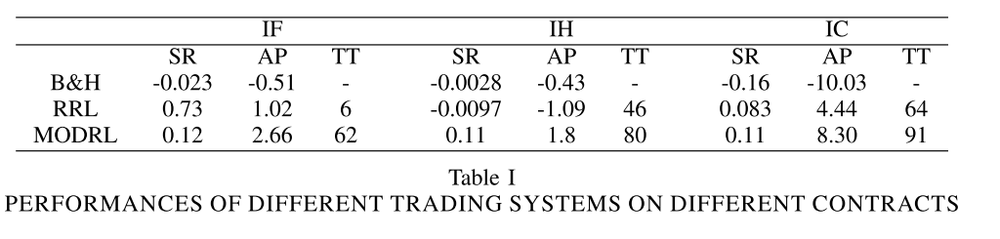 IF IH IC
SR AP TT SR AP TT SR AP TT
B&H -0.023 -0.51 - -0.0028 -0.43 - -0.16 -10.03 -
RRL 0.73 1.02 6 -0.0097 -1.09 46 0.083 4.44 64
MODRL 0.12 2.66 62 0.11 1.8 80 0.11 8.30 91
Table I
PERFORMANCES OF DIFFERENT TRADING SYSTEMS ON DIFFERENT CONTRACTS